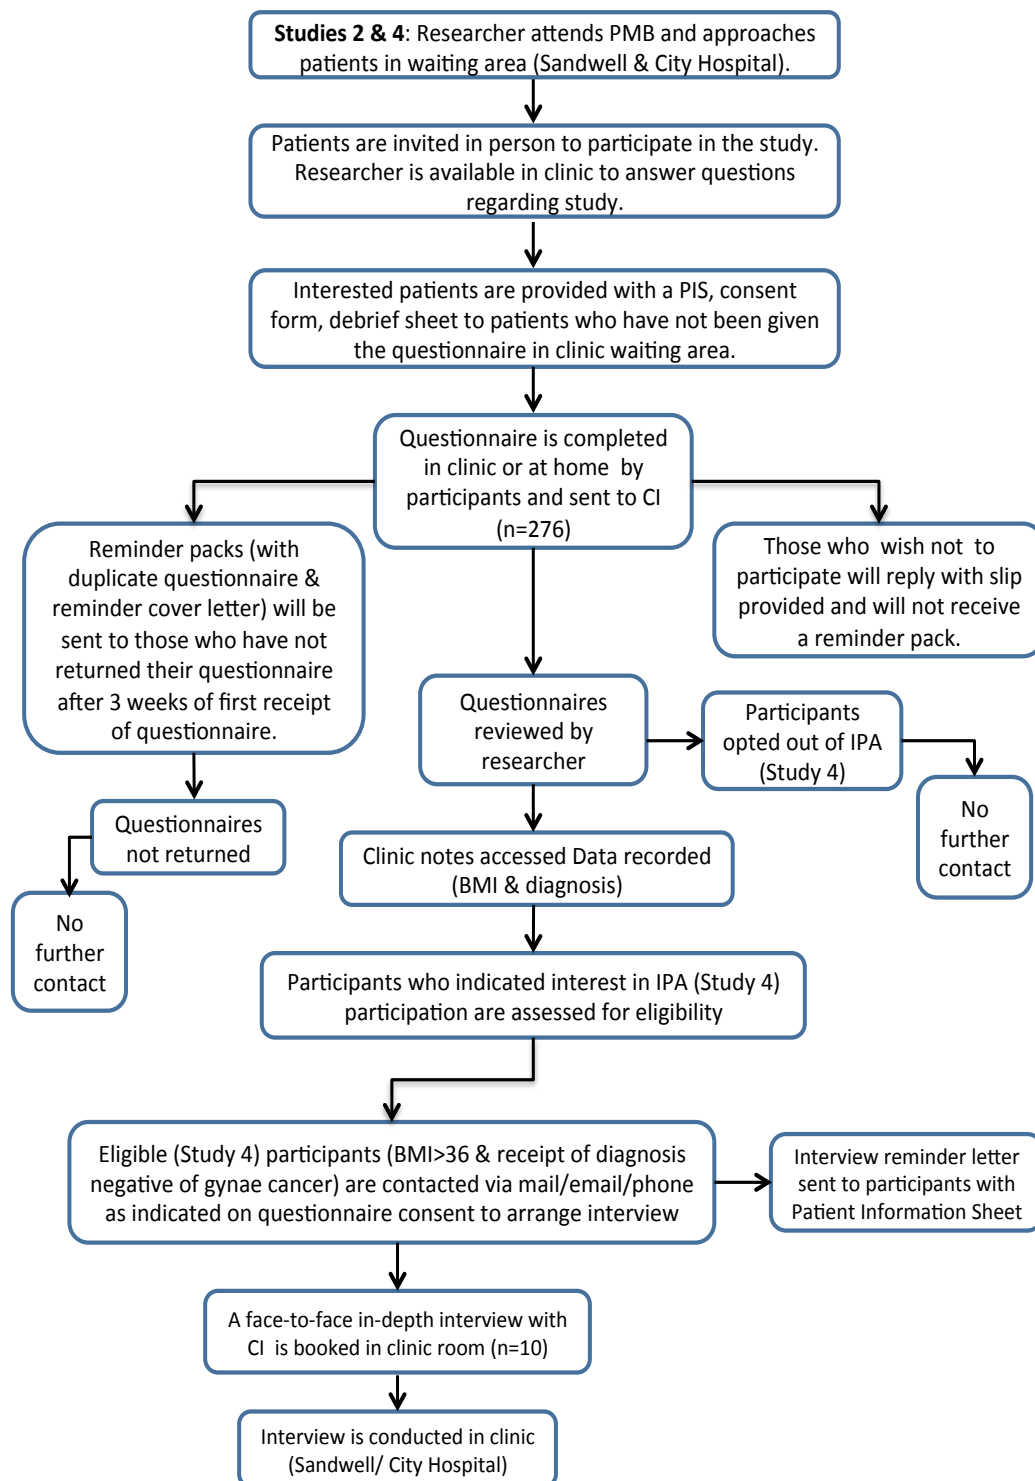 Studies 2 & 4: Researcher attends PMB and approaches
patients in waiting area (Sandwell & City Hospital).
Patients are invited in person to participate in the study.
Researcher is available in clinic to answer questions
regarding study.
Interested patients are provided with a PIS, consent
form, debrief sheet to patients who have not been given
the questionnaire in clinic waiting area.
Questionnaire is completed
in clinic or at home by
participants and sent to CI
(n=276)
Reminder packs (with
duplicate questionnaire &
reminder cover letter) will be
sent to those who have not
returned their questionnaire
after 3 weeks of first receipt
of questionnaire.
Those who wish not to
participate will reply with slip
provided and will not receive
a reminder pack.
Questionnaires
reviewed by
researcher
Participants
opted out of IPA
(Study 4)
No
further
contact
Questionnaires
not returned
No
further
contact
Clinic notes accessed Data recorded
(BMI & diagnosis)
Participants who indicated interest in IPA (Study 4)
participation are assessed for eligibility
Eligible (Study 4) participants (BMI>36 & receipt of diagnosis
negative of gynae cancer) are contacted via mail/email/phone
as indicated on questionnaire consent to arrange interview
Interview reminder letter
sent to participants with
Patient Information Sheet
A face-to-face in-depth interview with
CI is booked in clinic room (n=10)
Interview is conducted in clinic
(Sandwell/ City Hospital)